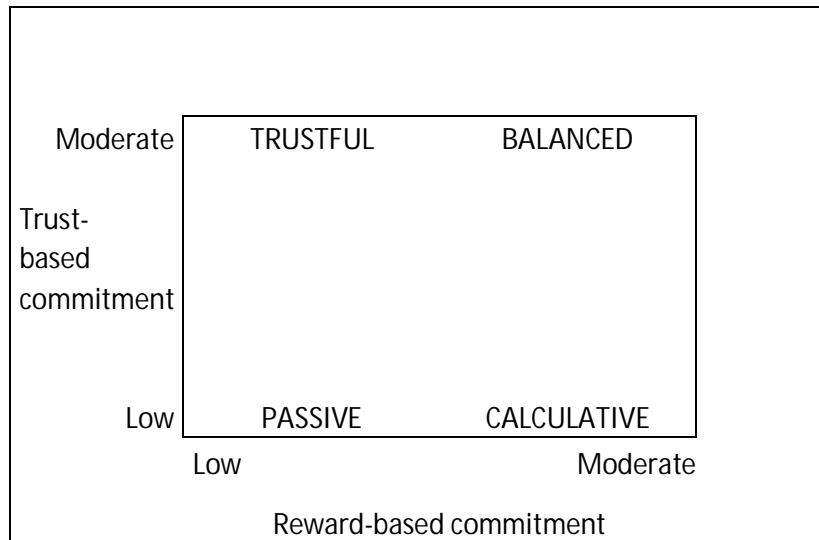 Moderate TRUSTFUL BALANCED
Trust-
based
commitment
Low PASSIVE CALCULATIVE
Low Moderate
Reward-based commitment